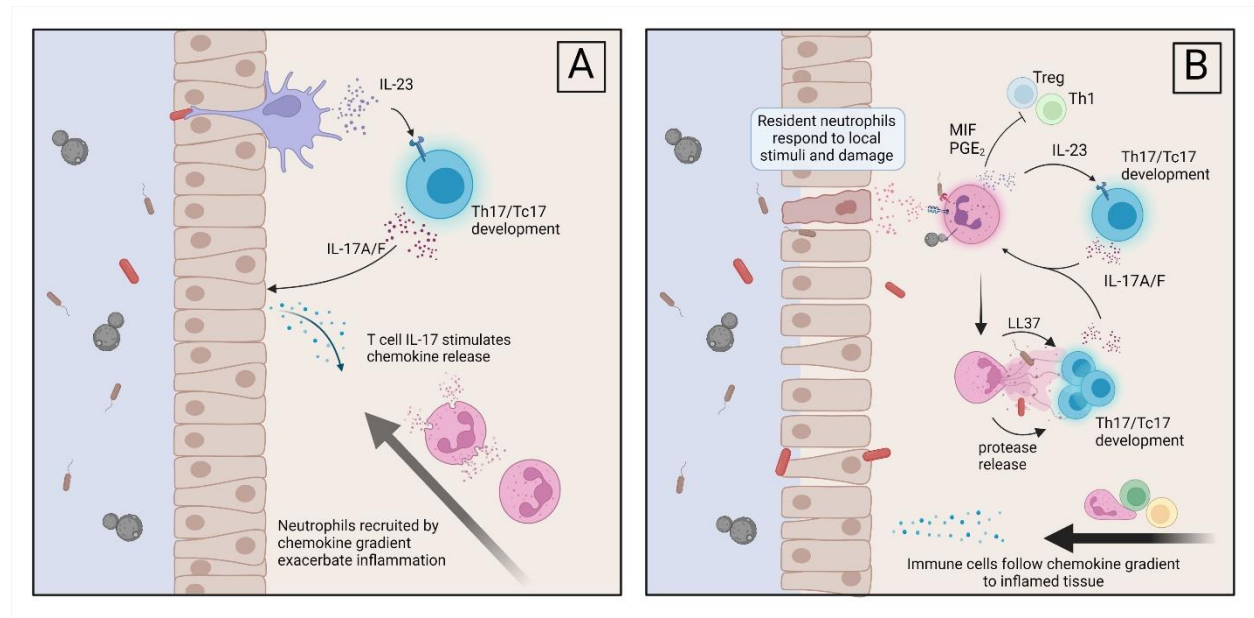 A
IL-23
Th17/Tc17
development
IL-17A/F
T cell IL-17 stimulates
chemokine release
Neutrophils recruited by
chemokine gradient
exacerbate inflammation
B
Treg
Th1
Resident neutrophils
respond to local
stimuli and damage
MIF
PGE₂
IL-23
Th17/Tc17
development
IL-17A/F
LL37
Th17/Tc17
development
protease
release
Immune cells follow chemokine gradient
to inflamed tissue